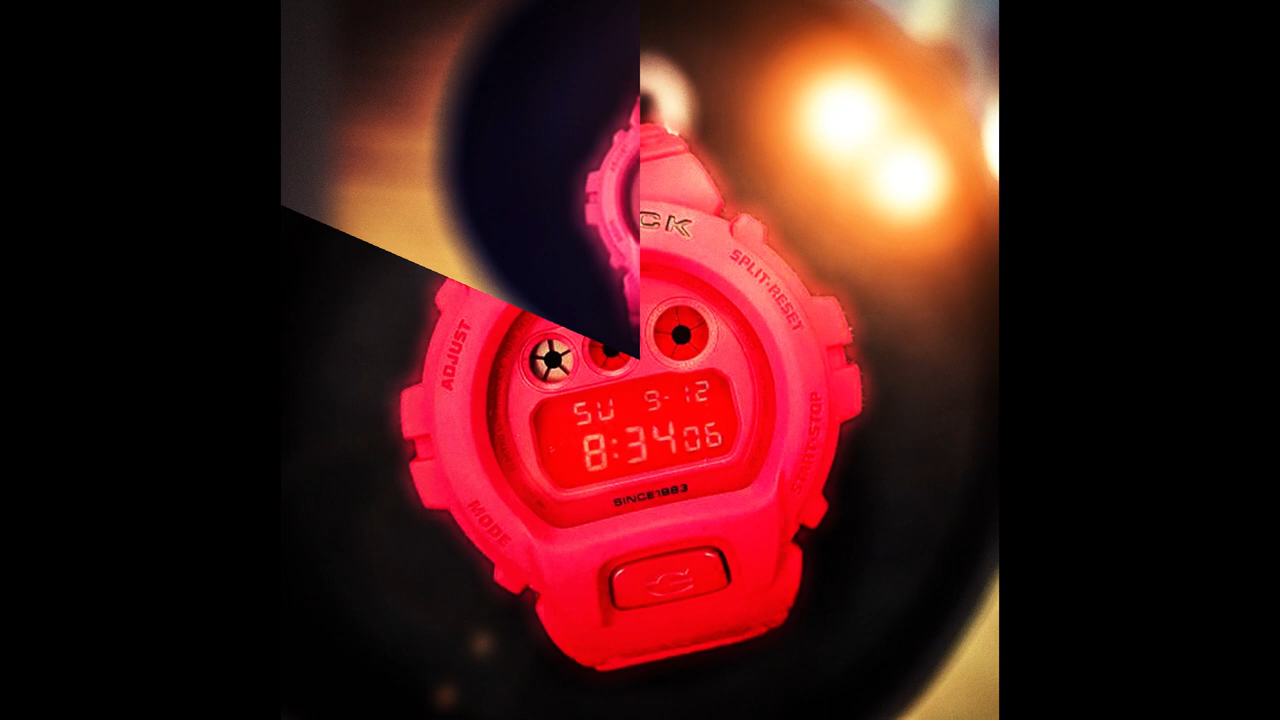 CK
SPLIT·RESET
ADJUST
SU 9-12
8:34 06
START·STOP
SINCE1983
MODE